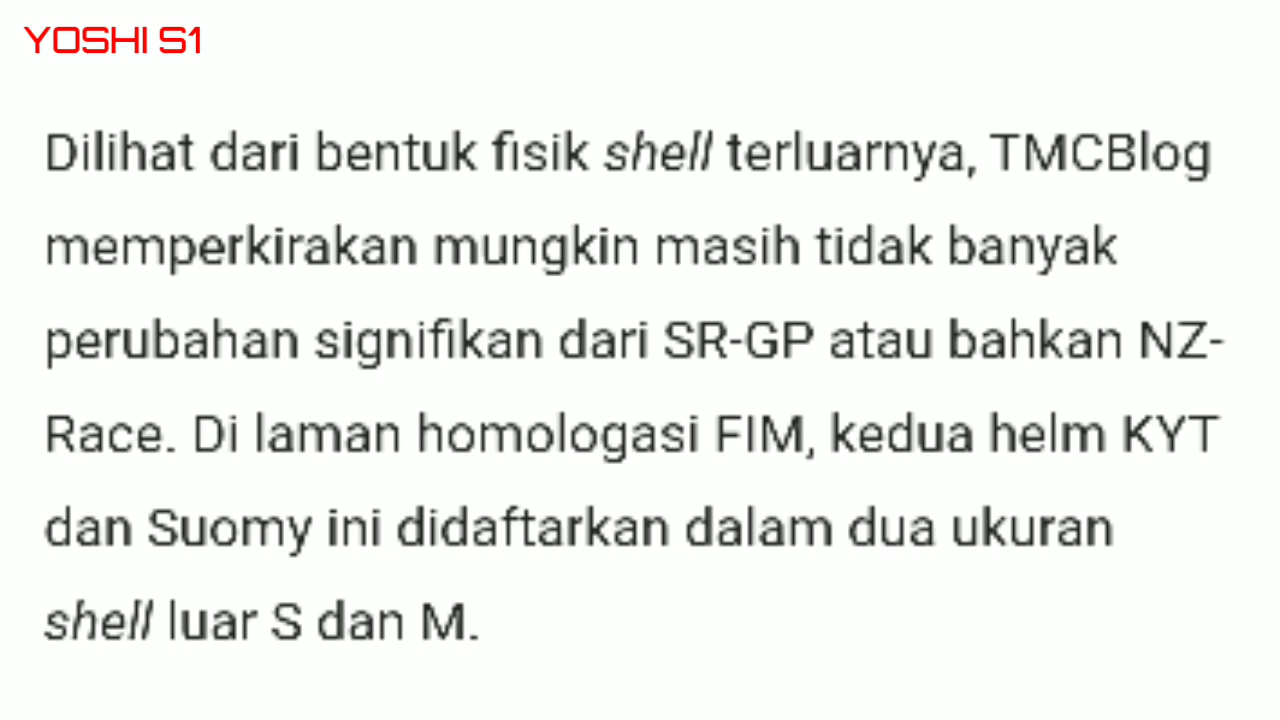 YOSHI S1
Dilihat dari bentuk fisik shell terluarnya, TMCBlog
memperkirakan mungkin masih tidak banyak
perubahan signifikan dari SR-GP atau bahkan NZ-
Race. Di laman homologasi FIM, kedua helm KYT
dan Suomy ini didaftarkan dalam dua ukuran
shell luar S dan M.